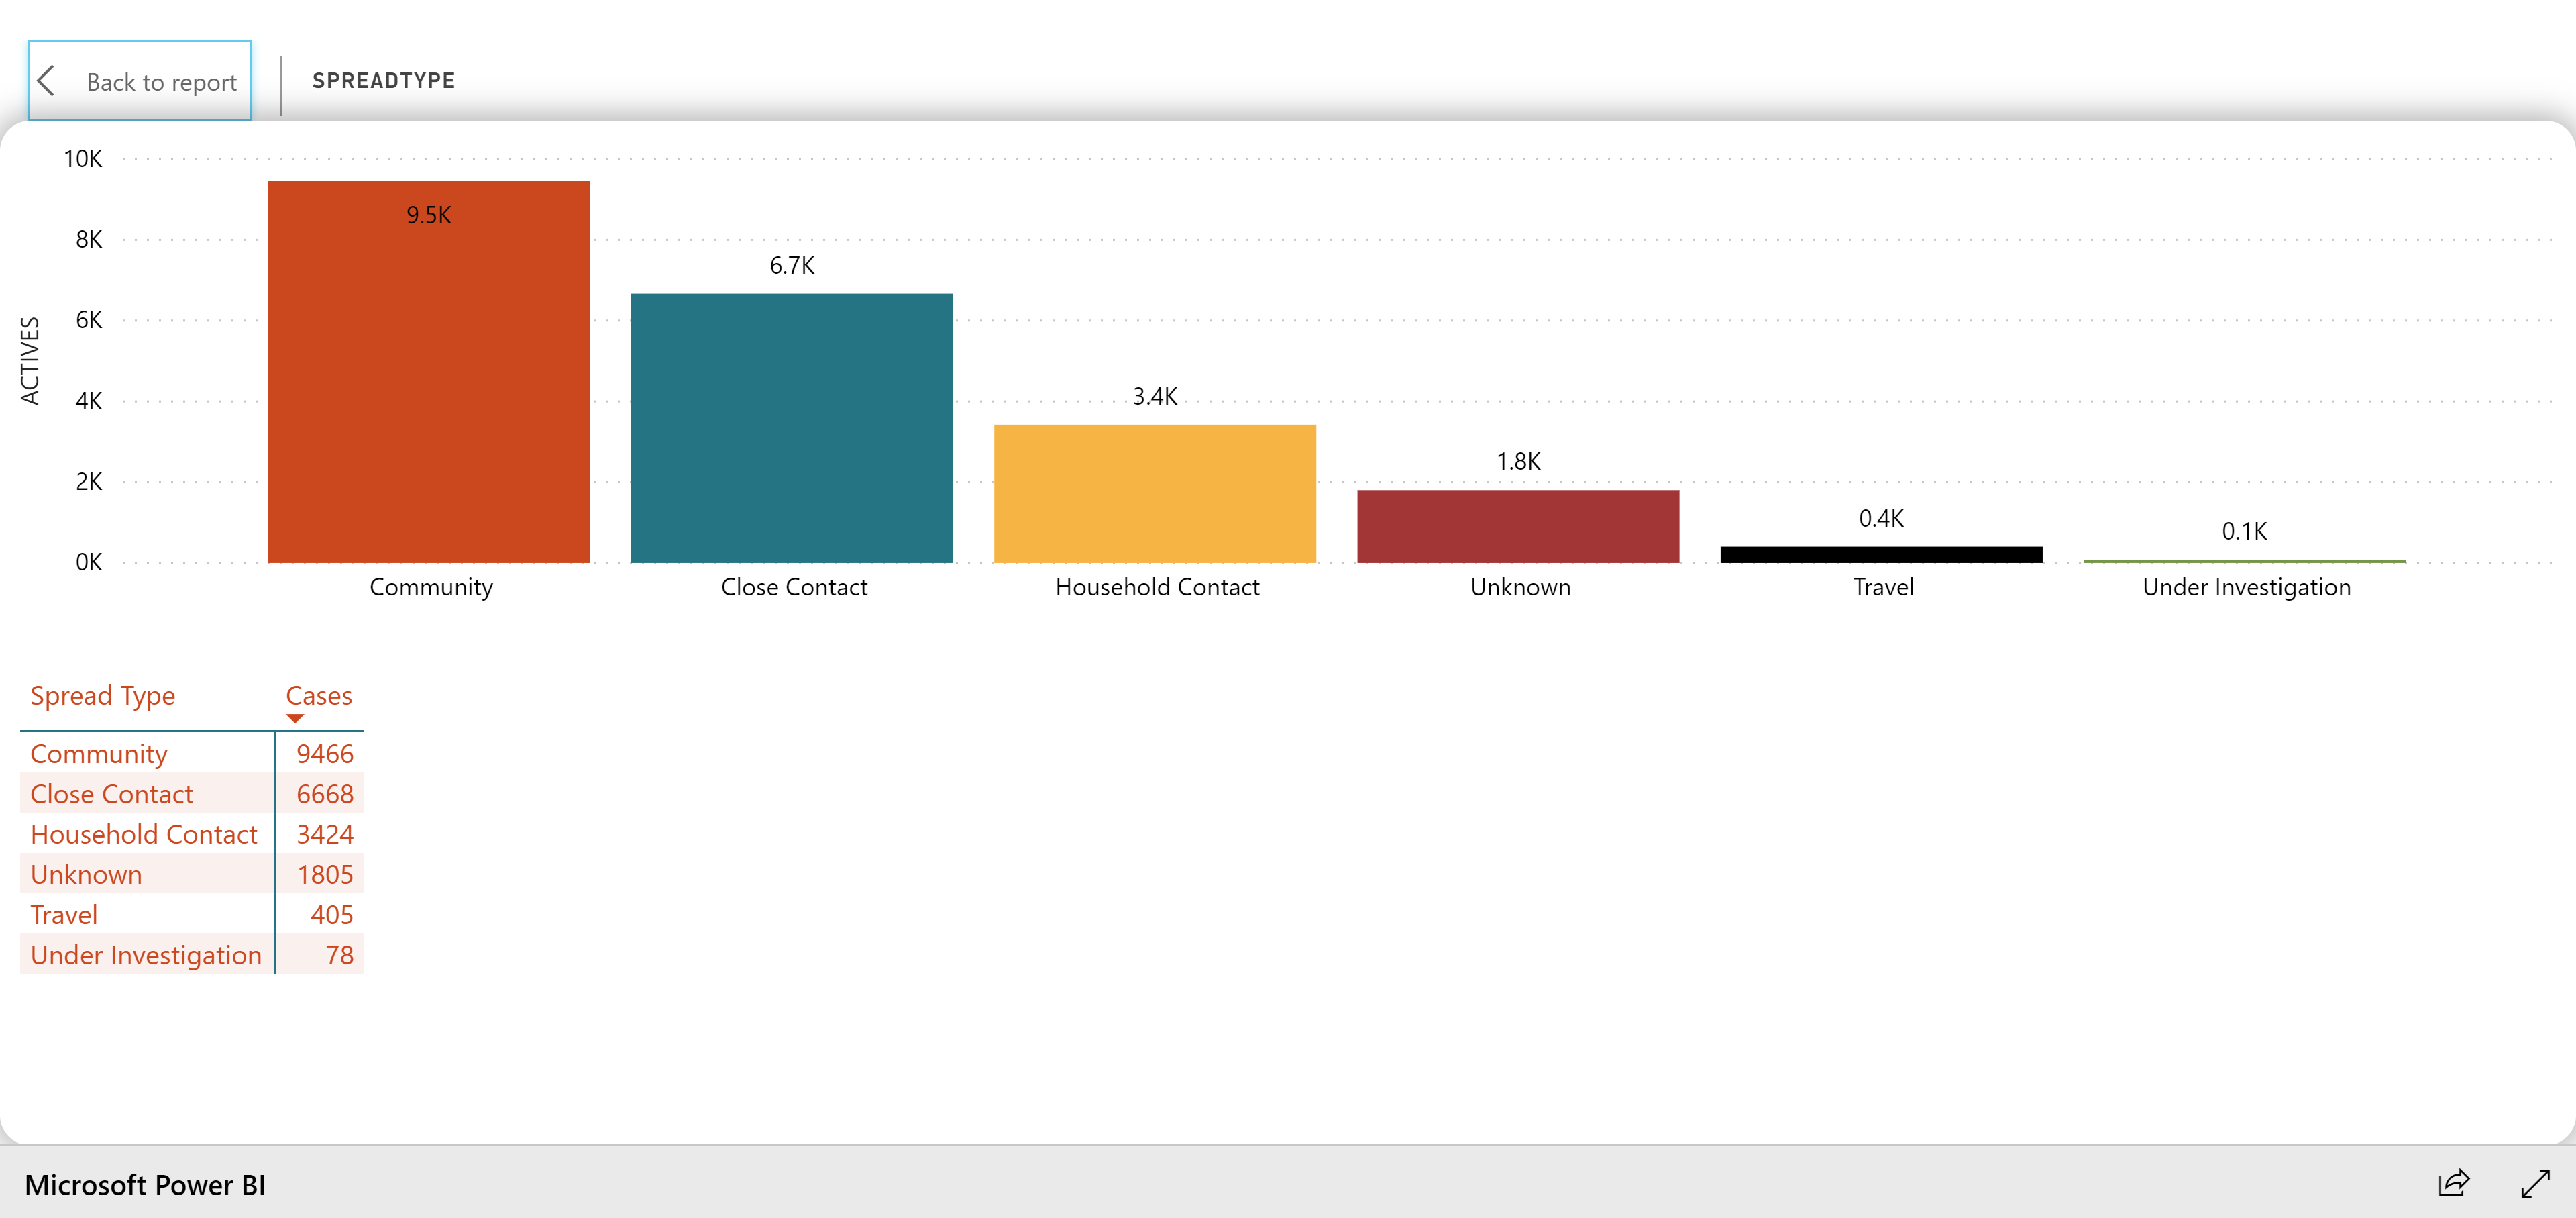 Back to report
SPREADTYPE
10K
8K
6K
4K
2K
0K
ACTIVES
9.5K
6.7K
3.4K
1.8K
0.4K
0.1K
Community
Close Contact
Household Contact
Unknown
Travel
Under Investigation
Spread Type Cases
Community 9466
Close Contact 6668
Household Contact 3424
Unknown 1805
Travel 405
Under Investigation 78
Microsoft Power BI